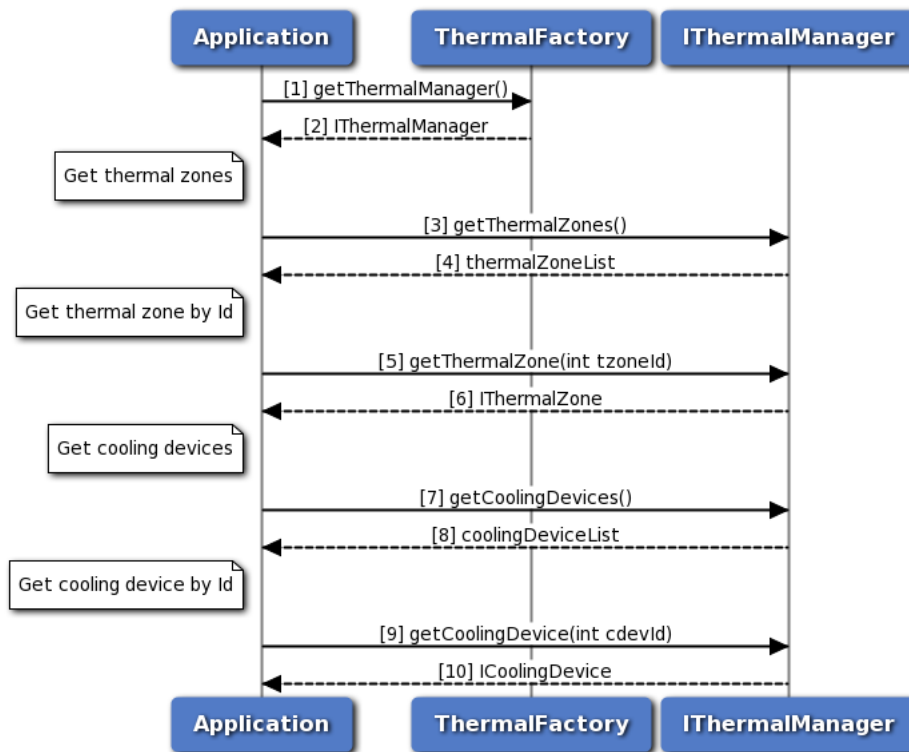 Application
ThermalFactory
IThermalManager
[1] getThermalManager()
[2] IThermalManager
Get thermal zones
[3] getThermalZones()
[4] thermalZoneList
Get thermal zone by Id
[5] getThermalZone(int tzoneId)
[6] IThermalZone
Get cooling devices
[7] getCoolingDevices()
[8] coolingDeviceList
Get cooling device by Id
[9] getCoolingDevice(int cdevId)
[10] ICoolingDevice
Application
ThermalFactory
IThermalManager